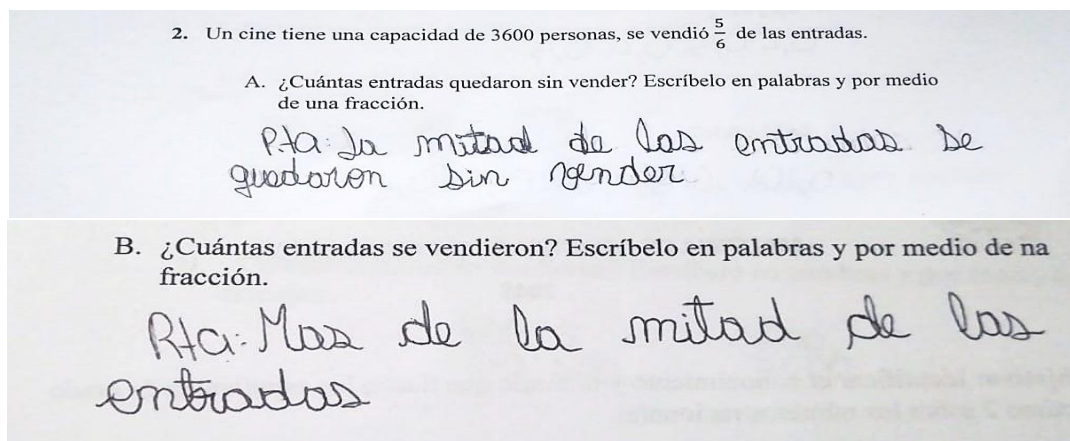 2. Un cine tiene una capacidad de 3600 personas, se vendió 5/6 de las entradas.
A. ¿Cuántas entradas quedaron sin vender? Escríbelo en palabras y por medio
de una fracción.
Rta: La mitad de las entradas se
quedaron sin vender.
B. ¿Cuántas entradas se vendieron? Escríbelo en palabras y por medio de na
fracción.
Rta: Mas de la mitad de las
entradas